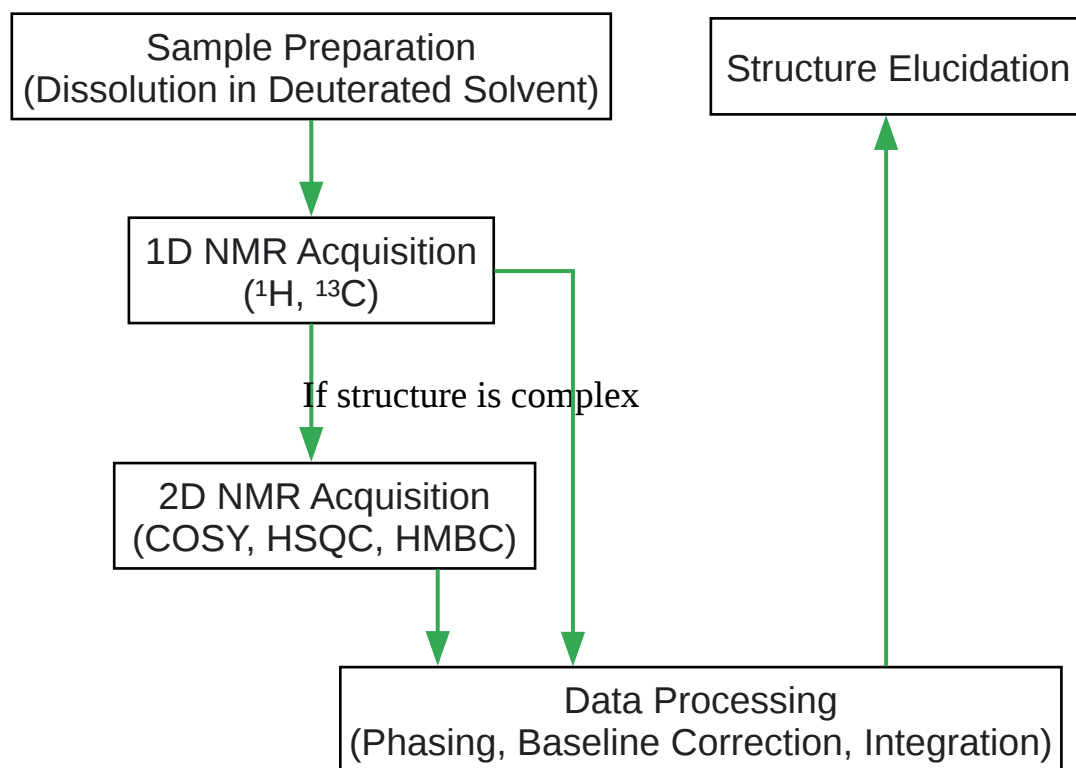 Sample Preparation
(Dissolution in Deuterated Solvent)
Structure Elucidation
1D NMR Acquisition
(¹H, ¹³C)
If structure is complex
2D NMR Acquisition
(COSY, HSQC, HMBC)
Data Processing
(Phasing, Baseline Correction, Integration)